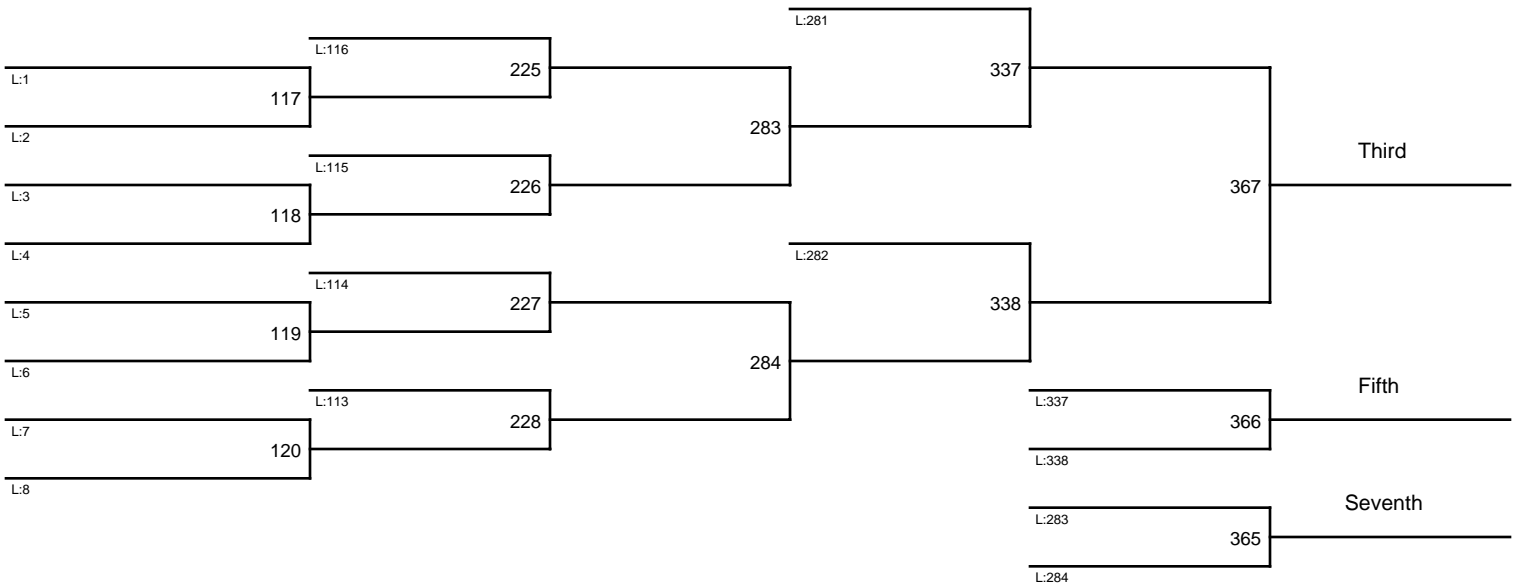 L:281
L:116
225
337
L:1
117
283
L:2
Third
L:115
L:3
226
367
118
L:4
L:282
L:114
L:5
227
338
119
284
L:6
Fifth
L:113
L:337
L:7
228
366
120
L:338
L:8
Seventh
L:283
365
L:284